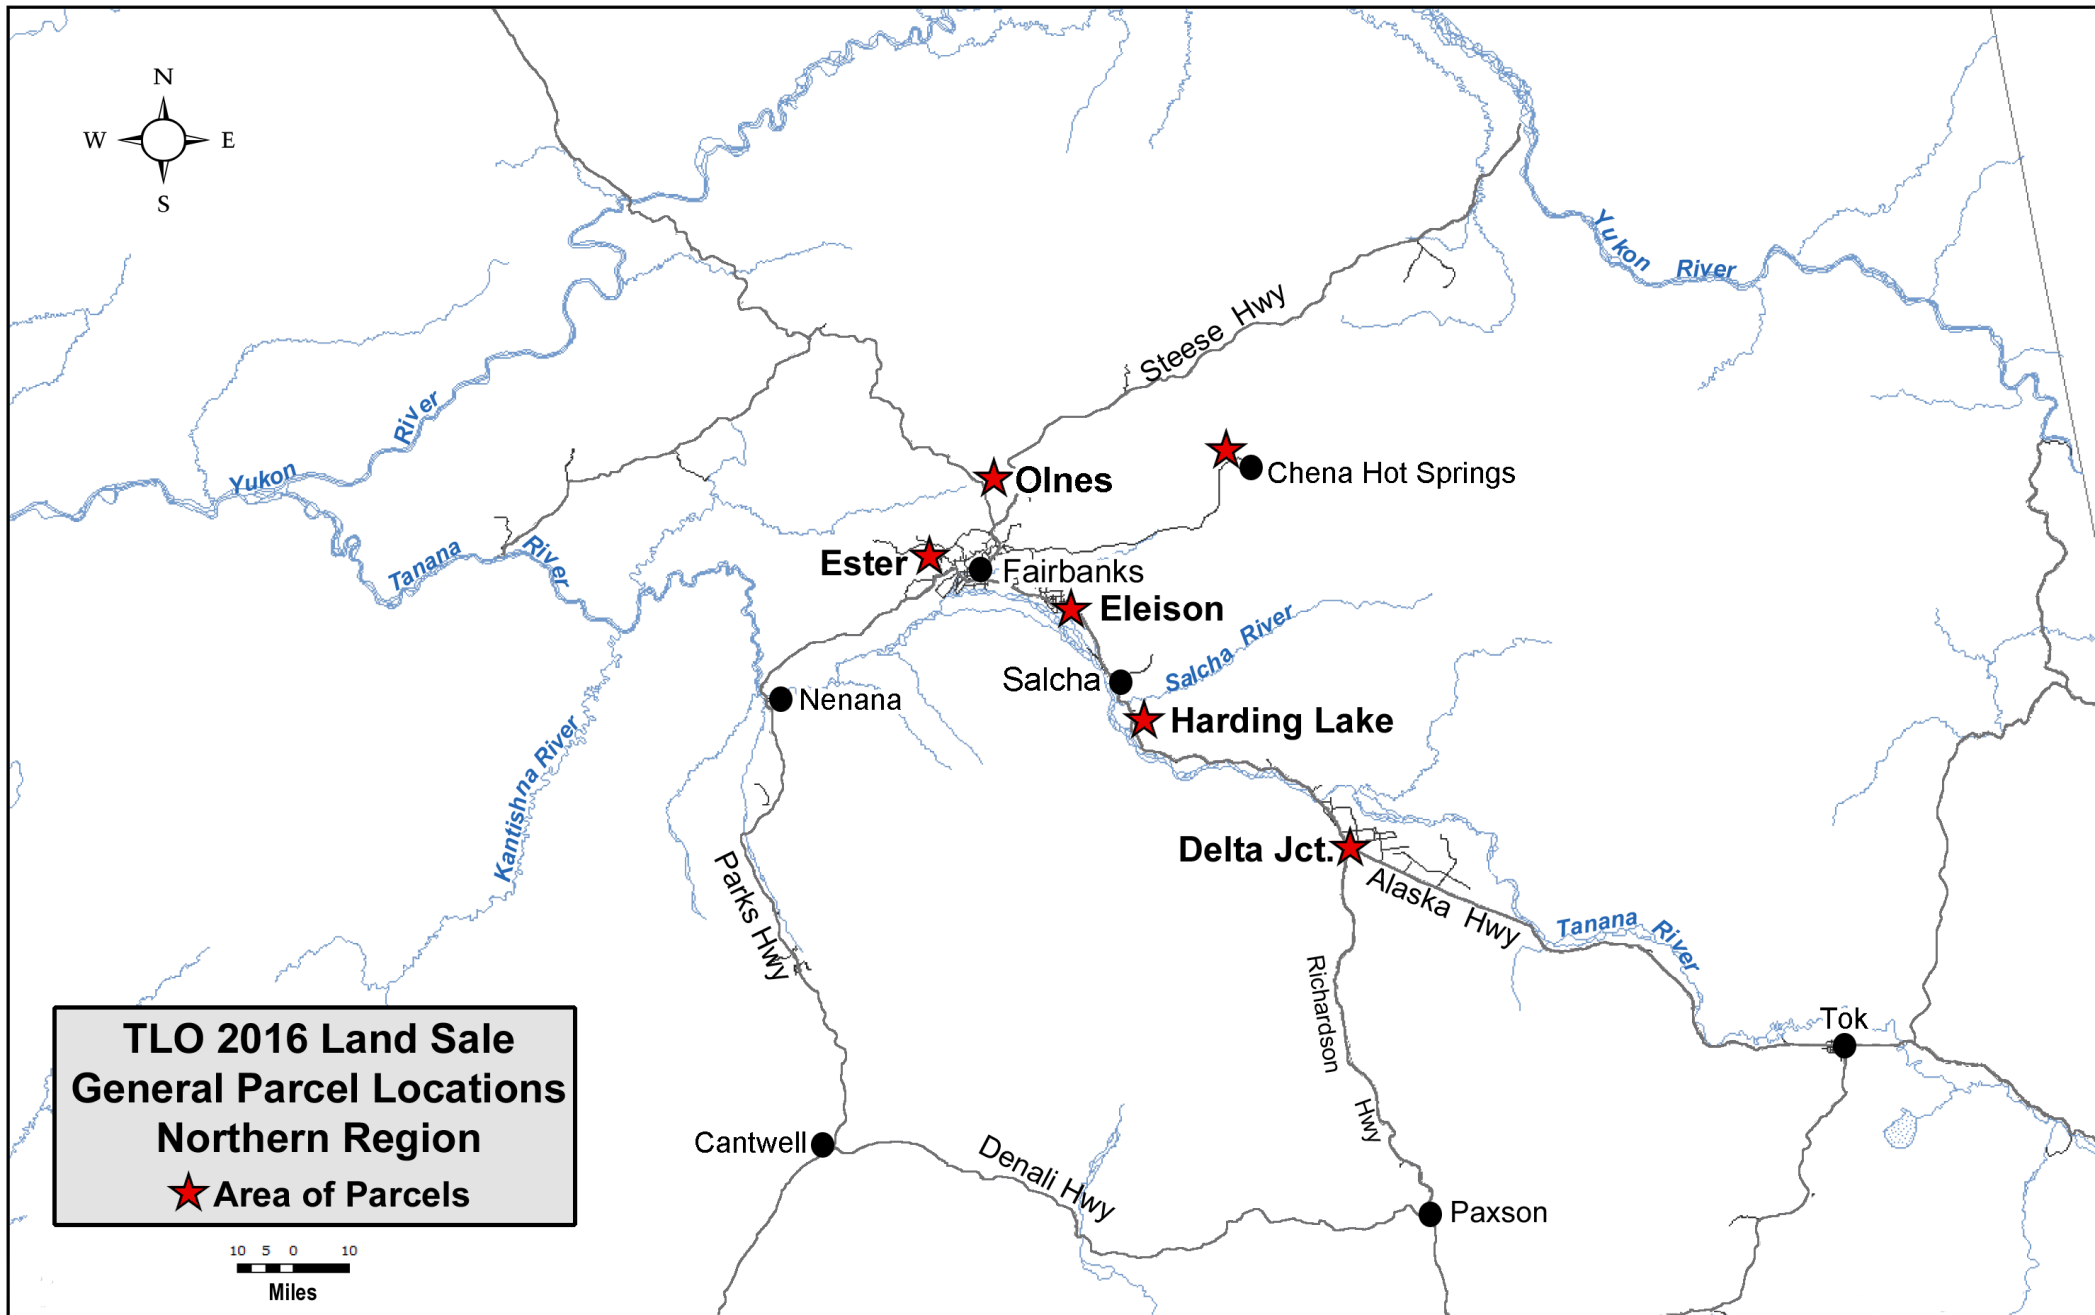 N
W E
S
Yukon
River
Steese Hwy
River
Yukon
Chena Hot Springs
Olnes
Tanana
River
Ester
Fairbanks
Eleison
Salcha River
Salcha
Nenana
Harding Lake
Kantishna River
Delta Jct.
Parks Hwy
Alaska Hwy
Tanana
River
Richardson
Hwy
Tok
TLO 2016 Land Sale
General Parcel Locations
Northern Region
Area of Parcels
Cantwell
Denali Hwy
Paxson
10 5 0 10
Miles